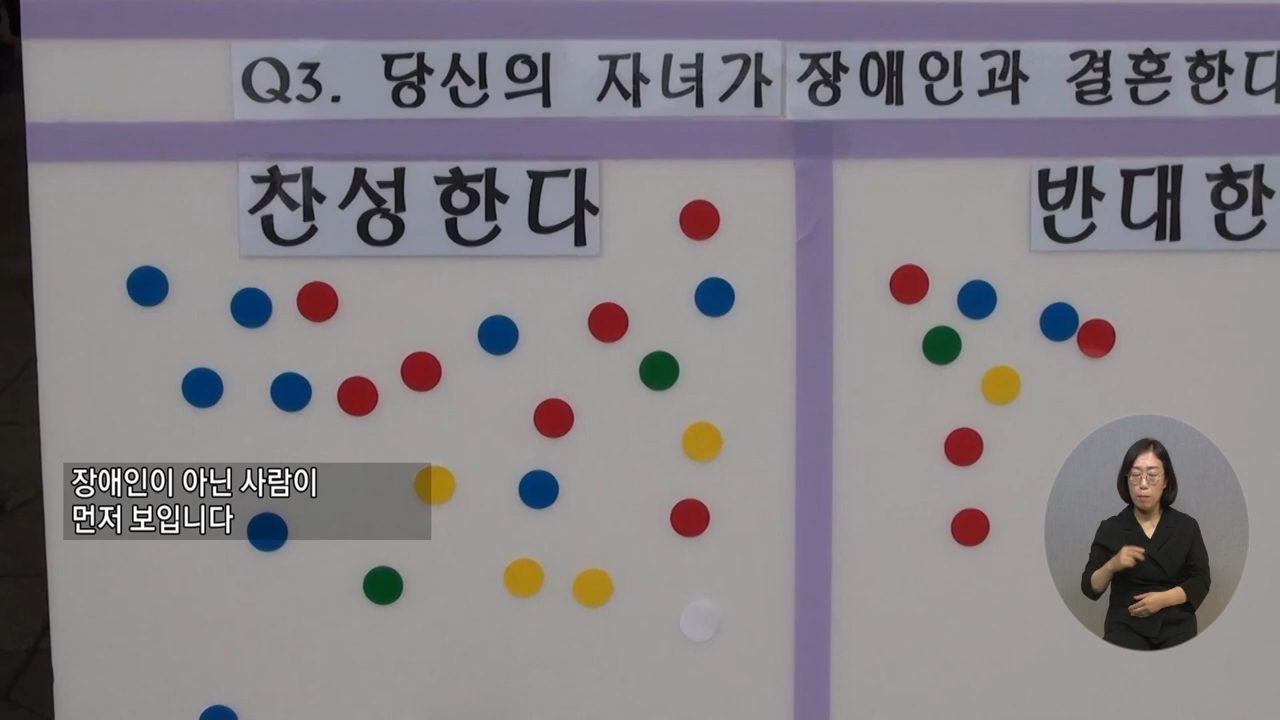 Q3. 당신의 자녀가 장애인과 결혼한다
찬성한다
반대한
장애인이 아닌 사람이
먼저 보입니다